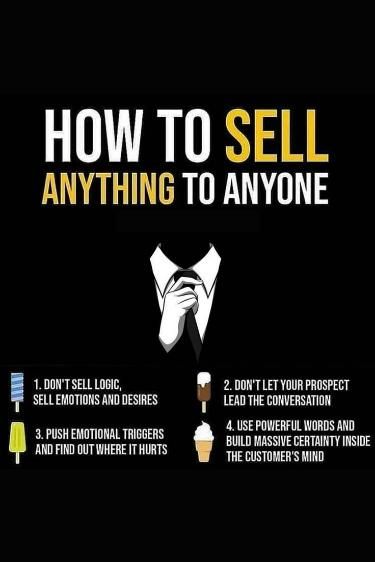 HOW TO SELL
ANYTHING TO ANYONE
1. DON'T SELL LOGIC,
SELL EMOTIONS AND DESIRES
2. DON'T LET YOUR PROSPECT
LEAD THE CONVERSATION
3. PUSH EMOTIONAL TRIGGERS
AND FIND OUT WHERE IT HURTS
4. USE POWERFUL WORDS AND
BUILD MASSIVE CERTAINTY INSIDE
THE CUSTOMER'S MIND